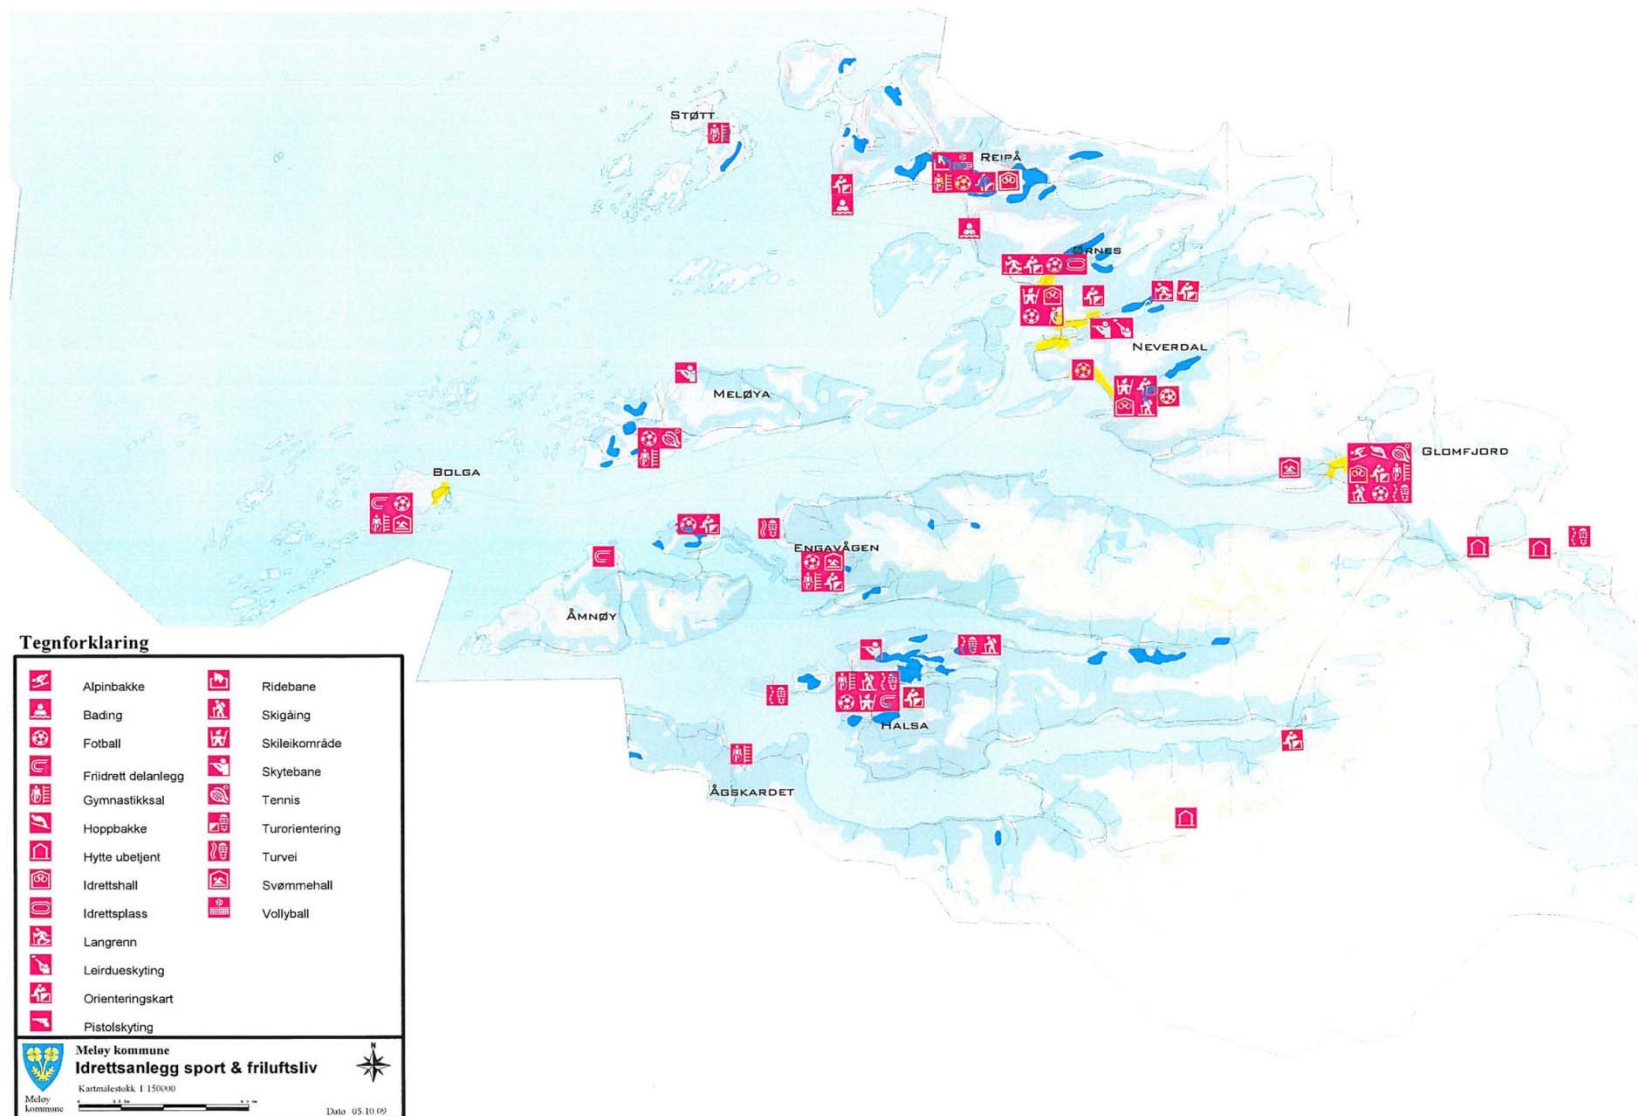 STØTT
REIPÅ
ØRNES
NEVERDAL
MELØYA
GLOMFJORD
BOLGA
ENGAVÅGEN
ÅMNØY
HALSA
ÅGSKARDET
Tegnforklaring
Alpinbakke
Bading
Fotball
Friidrett delanlegg
Gymnastikksal
Hoppbakke
Hytte ubetjent
Idrettshall
Idrettsplass
Langrenn
Leirdueskyting
Orienteringskart
Pistolskyting
Ridebane
Skigåing
Skileikområde
Skytebane
Tennis
Turorientering
Turvei
Svømmehall
Vollyball
Meløy kommune
Idrettsanlegg sport & friluftsliv
Kartmålestokk 1:150000
N
Meløy
kommune
Dato 05.10.09